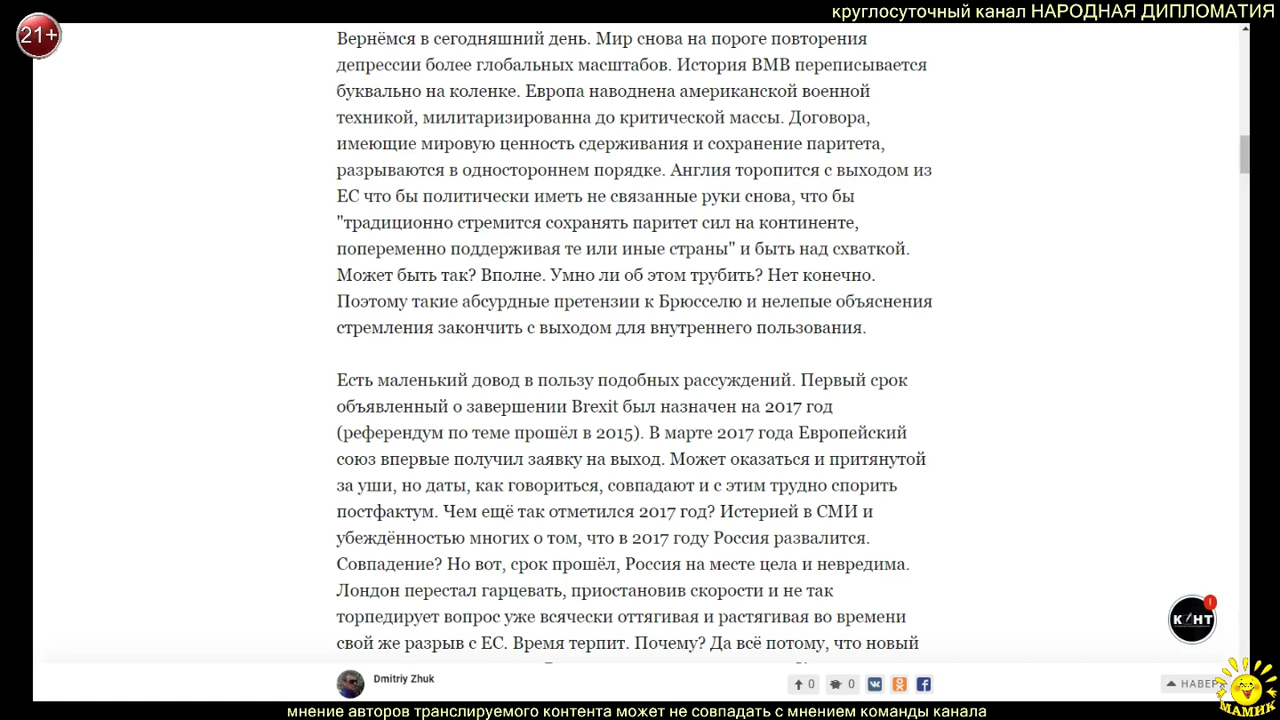 круглосуточный канал НАРОДНАЯ ДИПЛОМАТИЯ
21+
Вернёмся в сегодняшний день. Мир снова на пороге повторения
депрессии более глобальных масштабов. История ВМВ переписывается
буквально на коленке. Европа наводнена американской военной
техникой, милитаризированна до критической массы. Договора,
имеющие мировую ценность сдерживания и сохранение паритета,
разрываются в одностороннем порядке. Англия торопится с выходом из
ЕС что бы политически иметь не связанные руки снова, что бы
"традиционно стремится сохранять паритет сил на континенте,
попеременно поддерживая те или иные страны" и быть над схваткой.
Может быть так? Вполне. Умно ли об этом трубить? Нет конечно.
Поэтому такие абсурдные претензии к Брюсселю и нелепые объяснения
стремления закончить с выходом для внутреннего пользования.
Есть маленький довод в пользу подобных рассуждений. Первый срок
объявленный о завершении Brexit был назначен на 2017 год
(референдум по теме прошёл в 2015). В марте 2017 года Европейский
союз впервые получил заявку на выход. Может оказаться и притянутой
за уши, но даты, как говориться, совпадают и с этим трудно спорить
постфактум. Чем ещё так отметился 2017 год? Истерией в СМИ и
убеждённостью многих о том, что в 2017 году Россия развалится.
Совпадение? Но вот, срок прошёл, Россия на месте цела и невредима.
Лондон перестал гарцевать, приостановив скорости и не так
торпедирует вопрос уже всячески оттягивая и растягивая во времени
свой же разрыв с ЕС. Время терпит. Почему? Да всё потому, что новый
К/НТ
!
Dmitriy Zhuk
0
0
НАВЕР
МАМИК
мнение авторов транслируемого контента может не совпадать с мнением команды канала